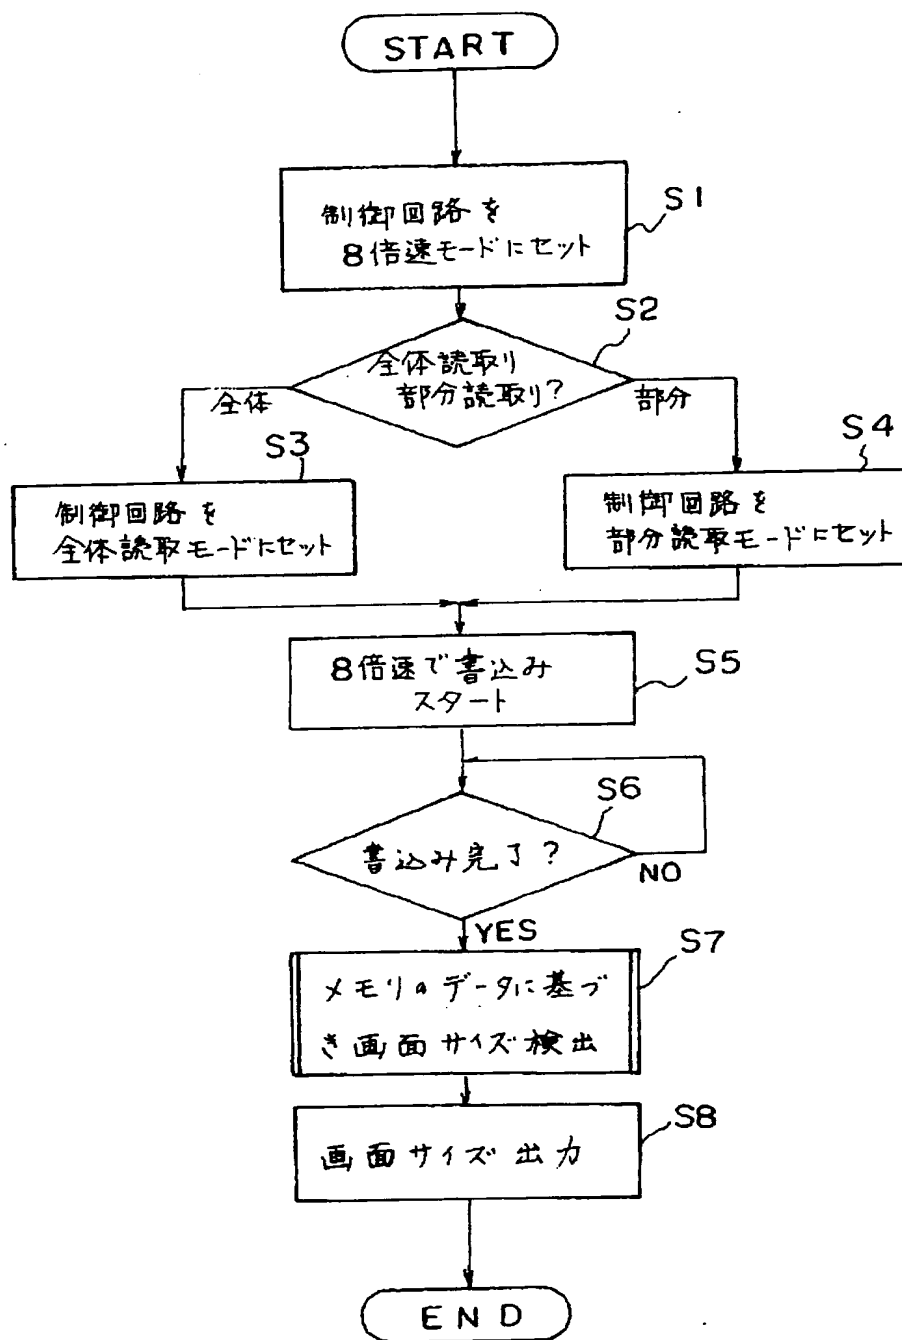 START
制御回路を
8倍速モードにセット
S1
S2
全体読取り
部分読取り?
全体
部分
S3
制御回路を
全体読取モードにセット
S4
制御回路を
部分読取モードにセット
8倍速で書込み
スタート
S5
S6
書込み完了?
NO
YES
S7
メモリのデータに基づ
き画面サイズ検出
S8
画面サイズ出力
END